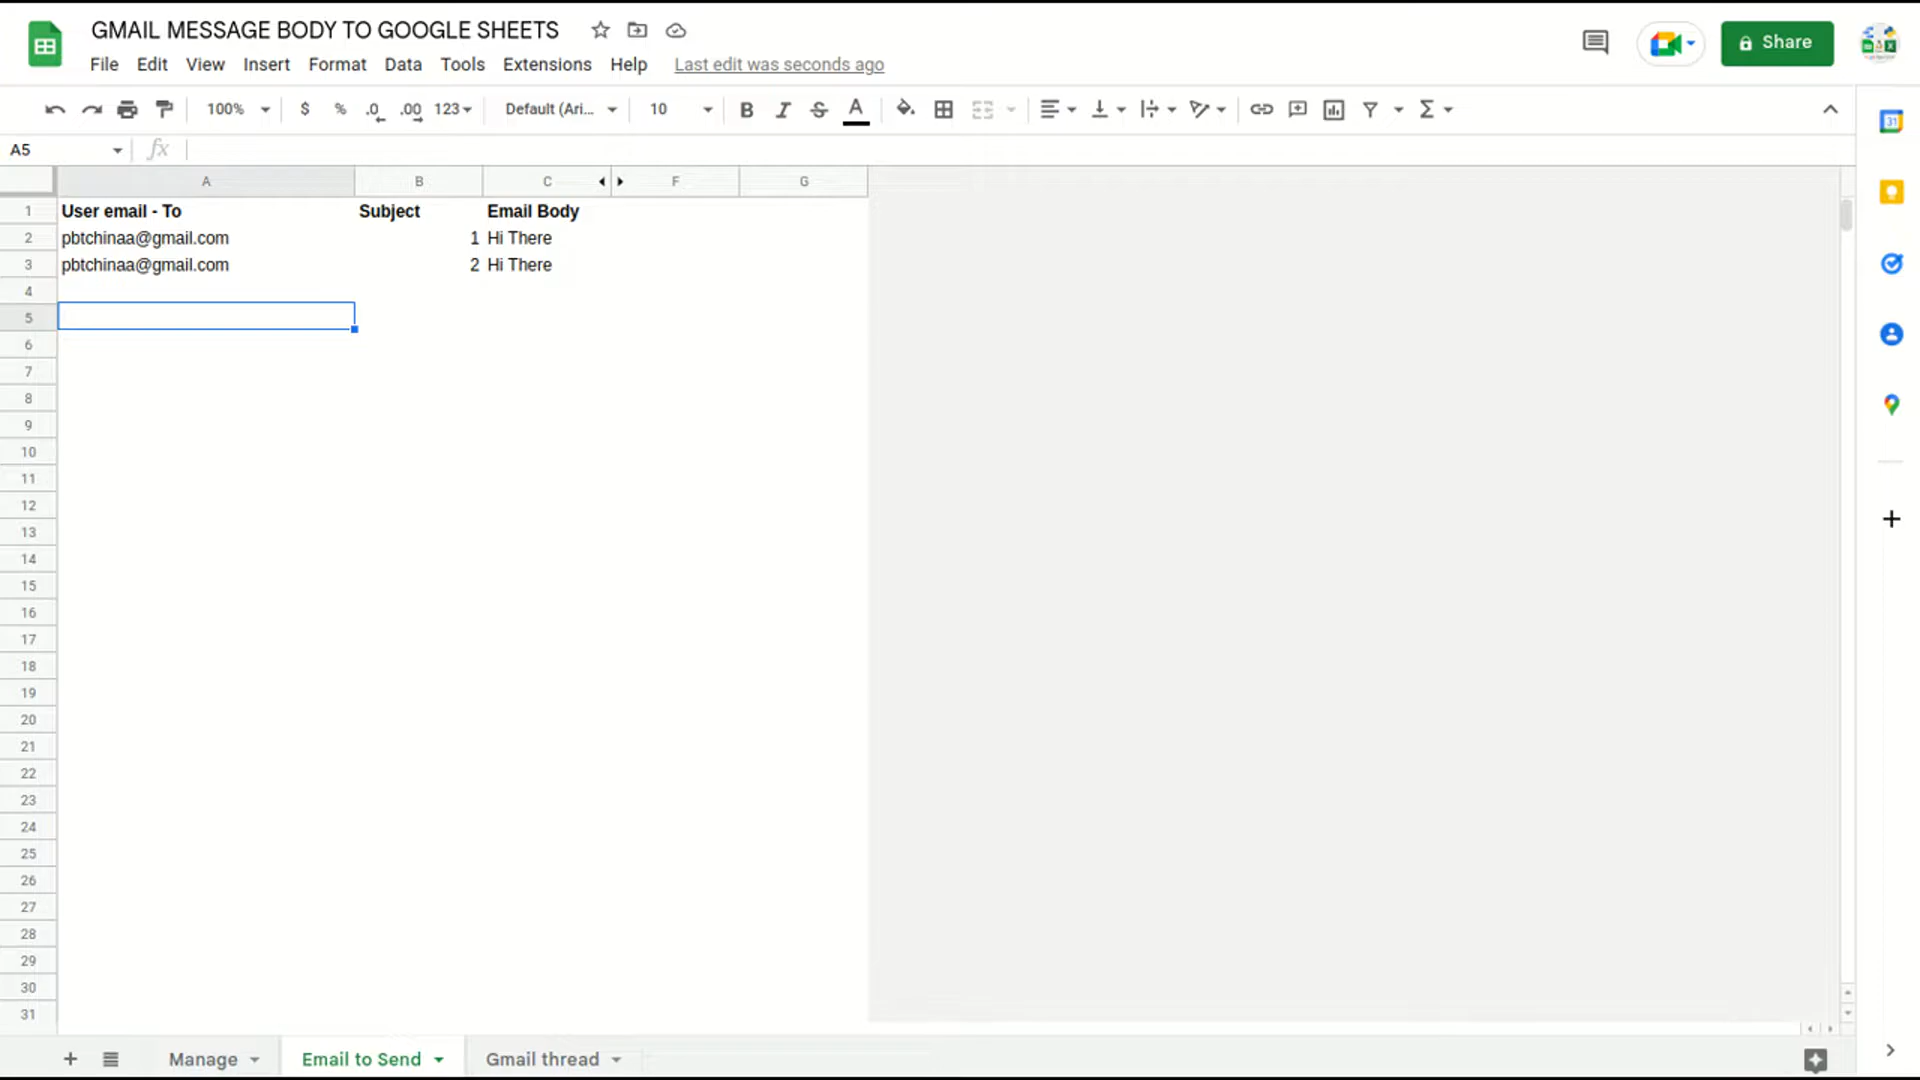 GMAIL MESSAGE BODY TO GOOGLE SHEETS
File Edit View Insert Format Data Tools Extensions Help Last edit was seconds ago
Share
100% $ % .0 .00 123 Default (Ari... 10 B I S A Σ
A5 fx
A B C F G
1 User email - To Subject Email Body
2 pbtchinaa@gmail.com 1 Hi There
3 pbtchinaa@gmail.com 2 Hi There
4
5
6
7
8
9
10
11
12
13
14
15
16
17
18
19
20
21
22
23
24
25
26
27
28
29
30
31
+ Manage Email to Send Gmail thread
31